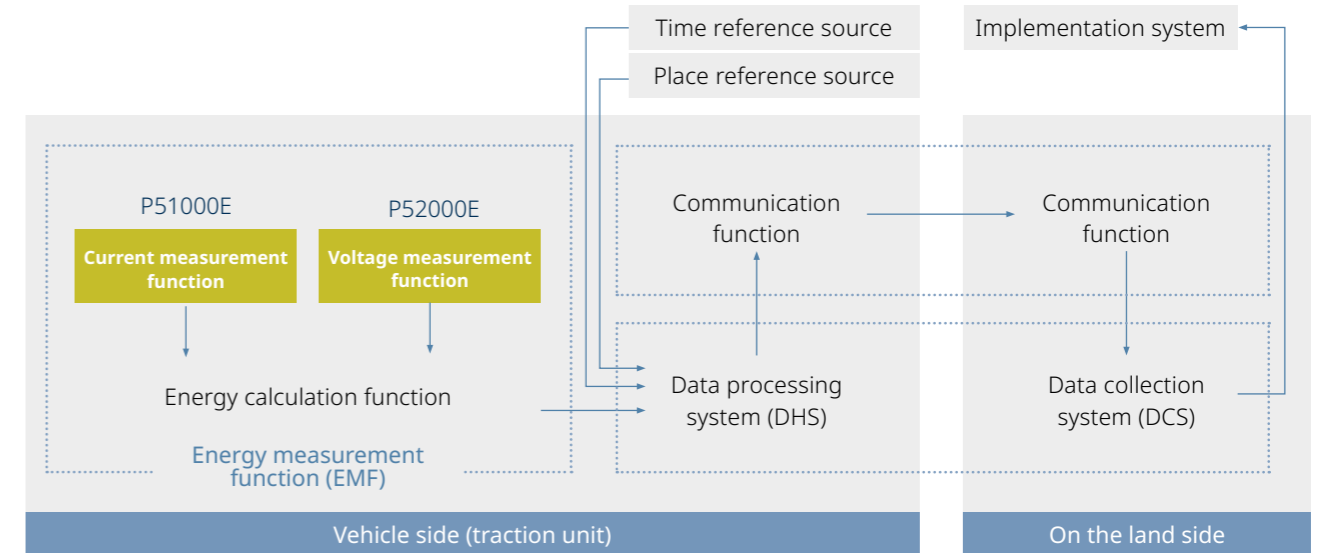 Time reference source
Implementation system
Place reference source
P51000E
P52000E
Current measurement
function
Voltage measurement
function
Energy calculation function
Energy measurement
function (EMF)
Communication
function
Communication
function
Data processing
system (DHS)
Data collection
system (DCS)
Vehicle side (traction unit)
On the land side